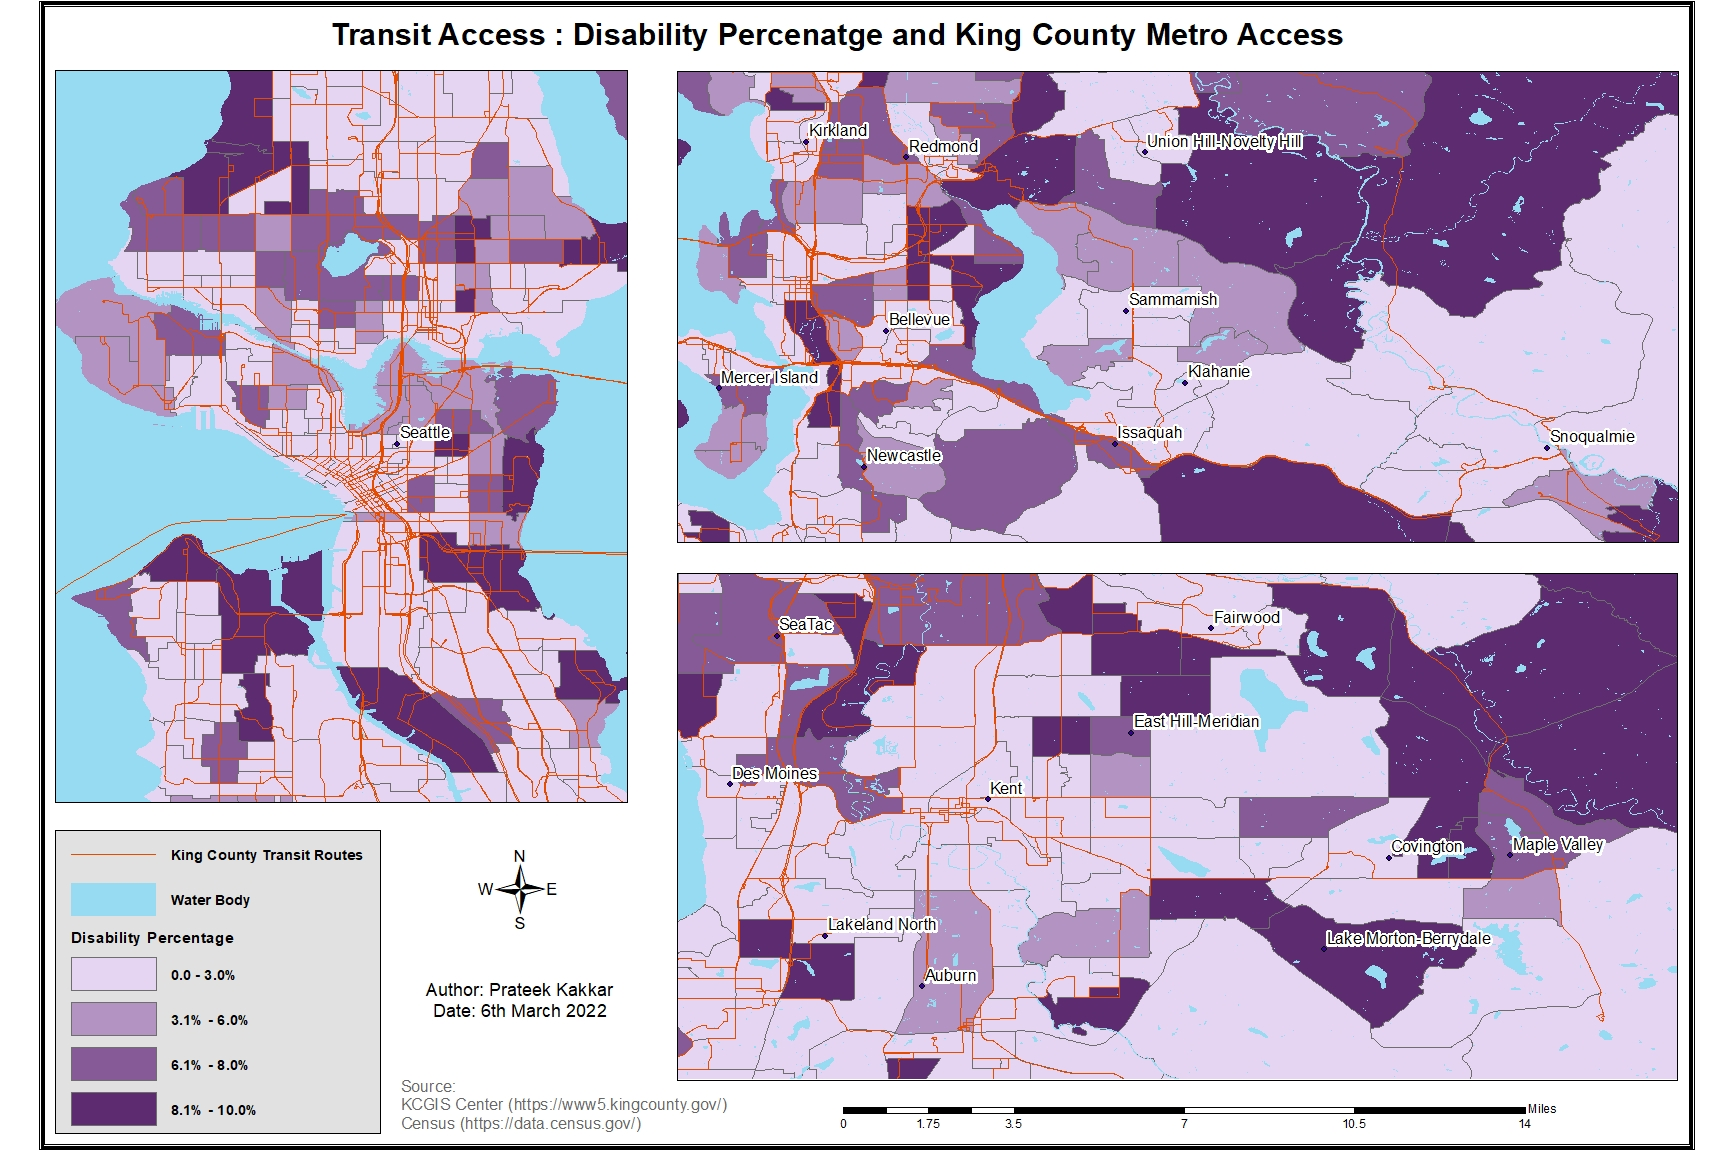 Transit Access : Disability Percenatge and King County Metro Access
Seattle
Kirkland
Redmond
Union Hill-Novelty Hill
Sammamish
Bellevue
Mercer Island
Klahanie
Issaquah
Snoqualmie
Newcastle
SeaTac
Fairwood
East Hill-Meridian
Des Moines
Kent
Covington
Maple Valley
Lakeland North
Lake Morton-Berrydale
Auburn
King County Transit Routes
Water Body
Disability Percentage
0.0 - 3.0%
3.1% - 6.0%
6.1% - 8.0%
8.1% - 10.0%
N
W E
S
Author: Prateek Kakkar
Date: 6th March 2022
Source:
KCGIS Center (https://www5.kingcounty.gov/)
Census (https://data.census.gov/)
Miles
0 1.75 3.5 7 10.5 14